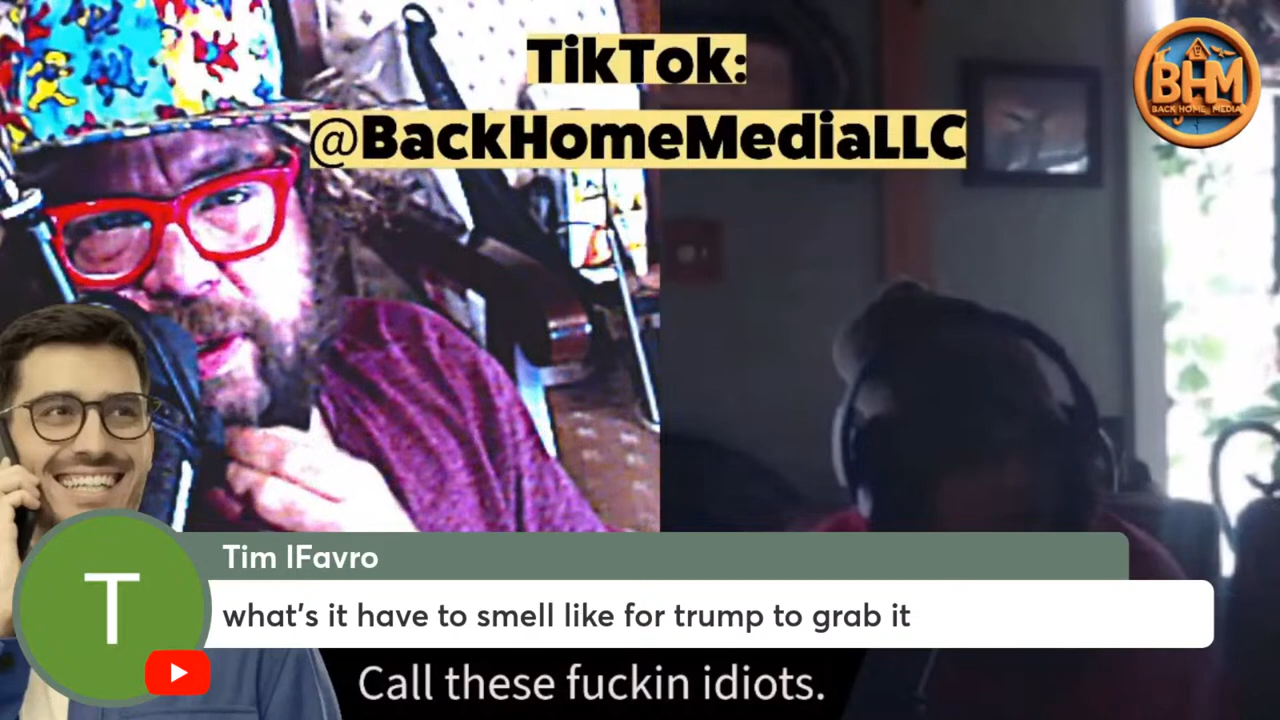 TikTok:
@BackHomeMediaLLC
BHM
BACK HOME MEDIA
Tim lFavro
T
what's it have to smell like for trump to grab it
Call these fuckin idiots.